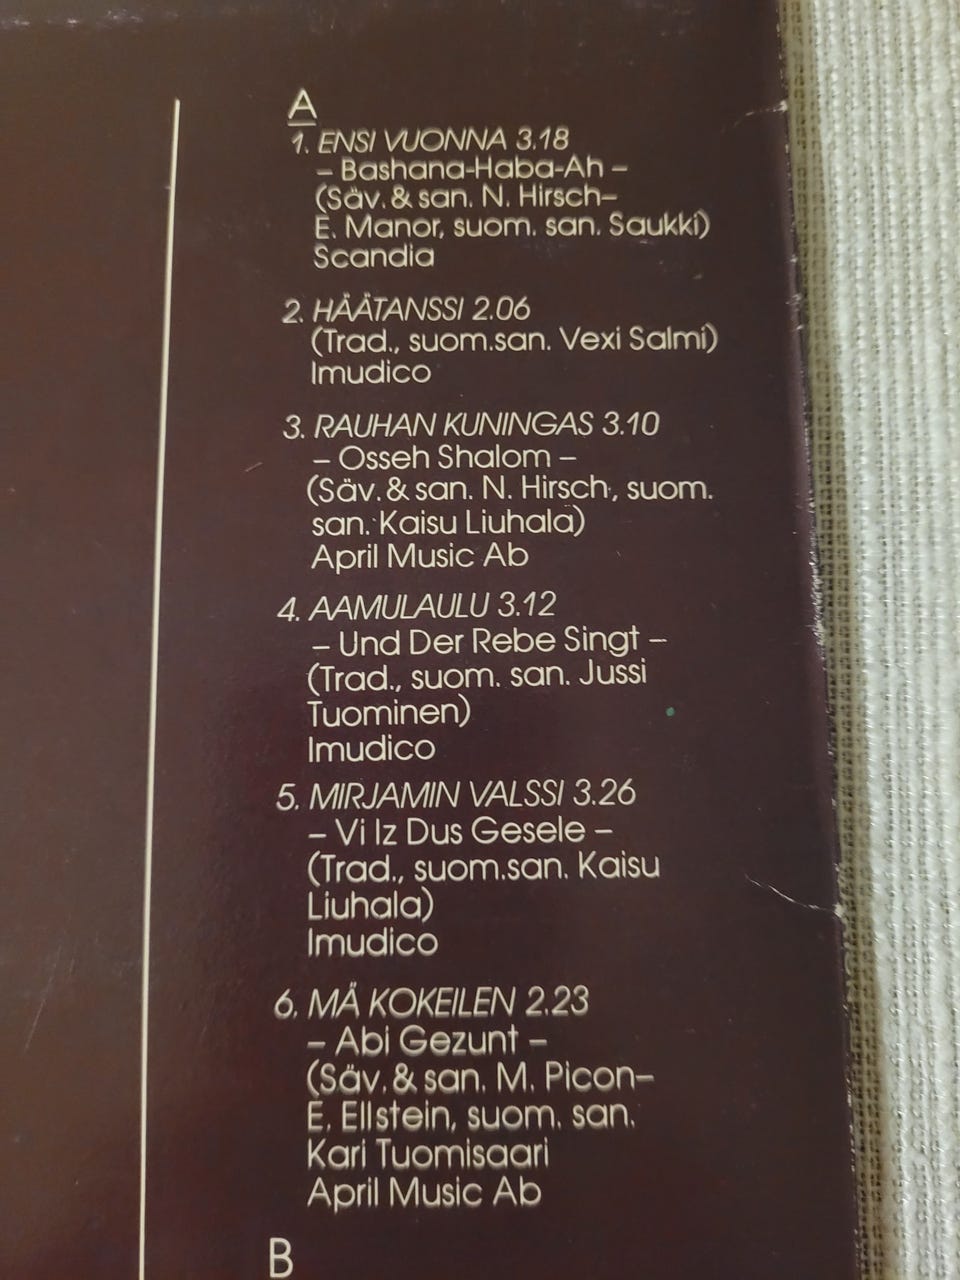 A
1. ENSI VUONNA 3.18
– Bashana-Haba-Ah –
(Säv. & san. N. Hirsch–
E. Manor, suom. san. Saukki)
Scandia
2. HÄÄTANSSI 2.06
(Trad., suom.san. Vexi Salmi)
Imudico
3. RAUHAN KUNINGAS 3.10
– Osseh Shalom –
(Säv. & san. N. Hirsch, suom.
san. Kaisu Liuhala)
April Music Ab
4. AAMULAULU 3.12
– Und Der Rebe Singt –
(Trad., suom. san. Jussi
Tuominen)
Imudico
5. MIRJAMIN VALSSI 3.26
– Vi Iz Dus Gesele –
(Trad., suom.san. Kaisu
Liuhala)
Imudico
6. MÄ KOKEILEN 2.23
– Abi Gezunt –
(Säv. & san. M. Picon–
E. Ellstein, suom. san.
Kari Tuomisaari
April Music Ab
B